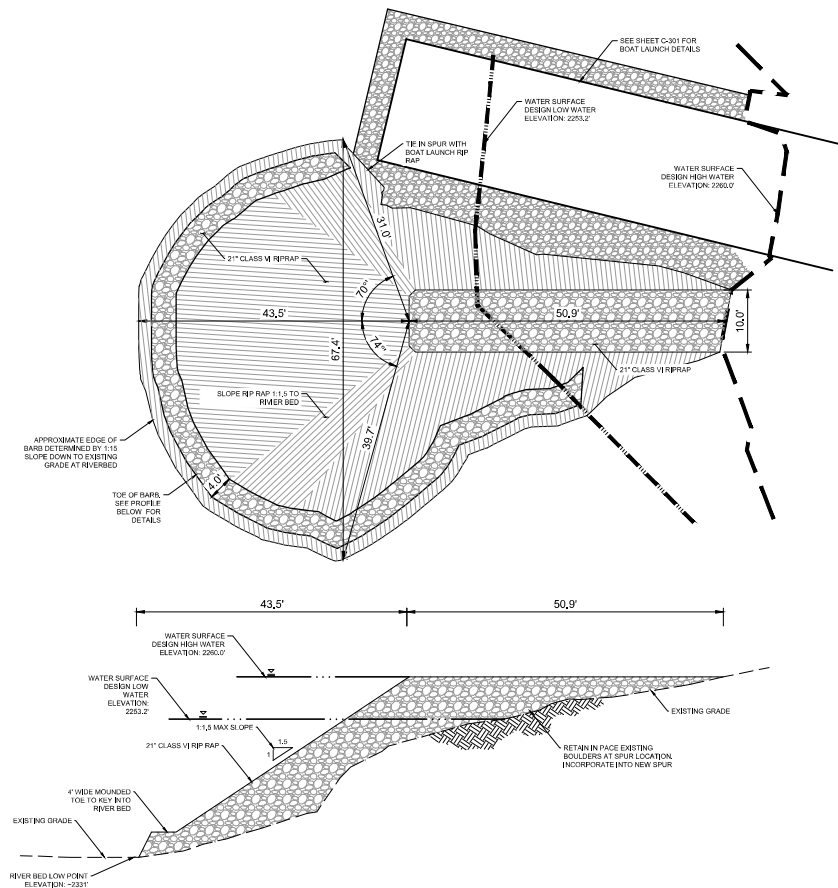 SEE SHEET C-301 FOR
BOAT LAUNCH DETAILS
WATER SURFACE
DESIGN LOW WATER
ELEVATION: 2253.2'
TIE IN SPUR WITH
BOAT LAUNCH RIP
RAP
WATER SURFACE
DESIGN HIGH WATER
ELEVATION: 2260.0'
31.0'
21" CLASS VI RIPRAP
70°
43.5'
50.9'
10.0'
67.4'
74°
21" CLASS VI RIPRAP
SLOPE RIP RAP 1:1.5 TO
RIVIER BED
39.7'
APPROXIMATE EDGE OF
BARB DETERMINED BY 1:15
SLOPE DOWN TO EXISTING
GRADE AT RIVERBED
4.0'
TOE OF BARB,
SEE PROFILE
BELOW FOR
DETAILS
43.5'
50.9'
WATER SURFACE
DESIGN HIGH WATER
ELEVATION: 2260.0'
WATER SURFACE
DESIGN LOW
WATER
ELEVATION:
2253.2'
1:1.5 MAX SLOPE
1.5
1
21" CLASS VI RIP RAP
EXISTING GRADE
RETAIN IN PACE EXISTING
BOULDERS AT SPUR LOCATION.
INCORPORATE INTO NEW SPUR
4' WIDE MOUNDED
TOE TO KEY INTO
RIVER BED
EXISTING GRADE
RIVER BED LOW POINT
ELEVATION: ~2331'